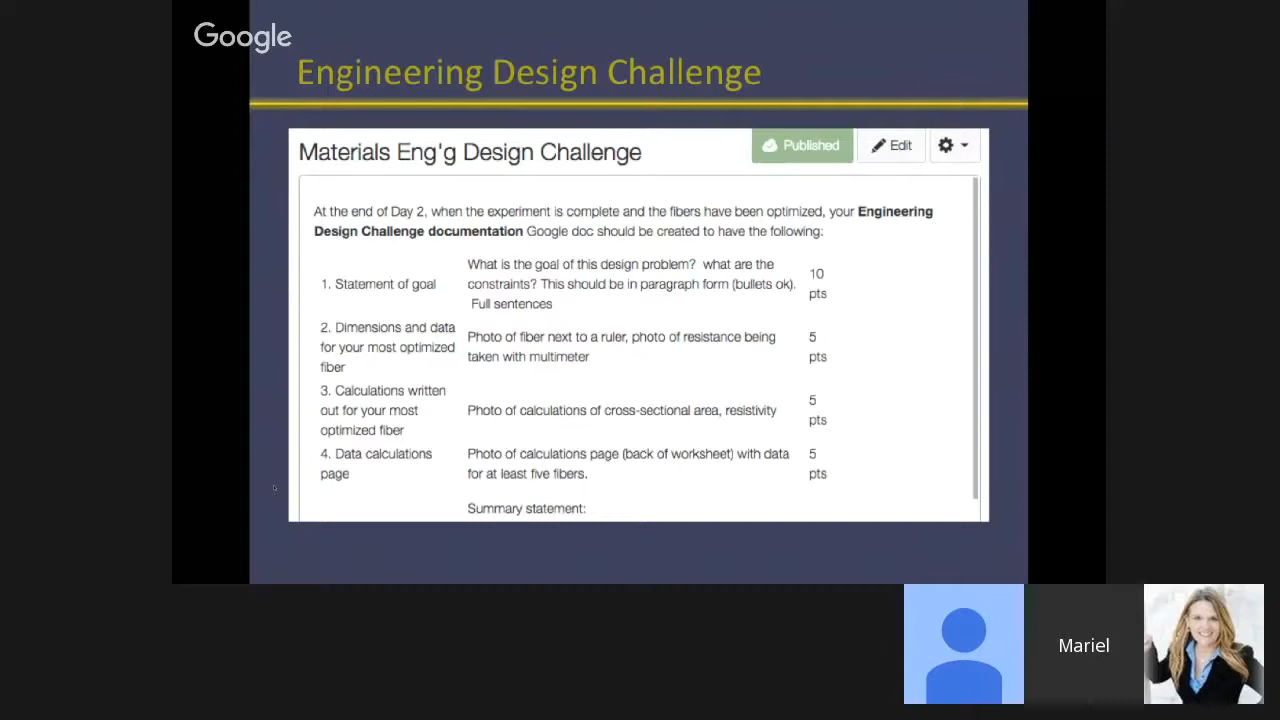 Google
Engineering Design Challenge
Materials Eng'g Design Challenge
Published
Edit
At the end of Day 2, when the experiment is complete and the fibers have been optimized, your Engineering
Design Challenge documentation Google doc should be created to have the following:
1. Statement of goal
What is the goal of this design problem?  what are the
constraints? This should be in paragraph form (bullets ok).
Full sentences
10
pts
2. Dimensions and data
for your most optimized
fiber
Photo of fiber next to a ruler, photo of resistance being
taken with multimeter
5
pts
3. Calculations written
out for your most
optimized fiber
Photo of calculations of cross-sectional area, resistivity
5
pts
4. Data calculations
page
Photo of calculations page (back of worksheet) with data
for at least five fibers.
5
pts
Summary statement:
Mariel